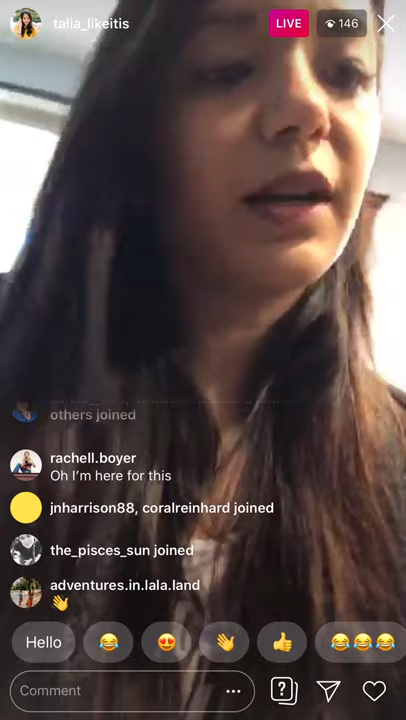 talia_likeitis LIVE 146
others joined
rachell.boyer
Oh I'm here for this
jnharrison88, coralreinhard joined
the_pisces_sun joined
adventures.in.lala.land
👋
Hello 😂 😍 👋 👍 😂😂😂
Comment